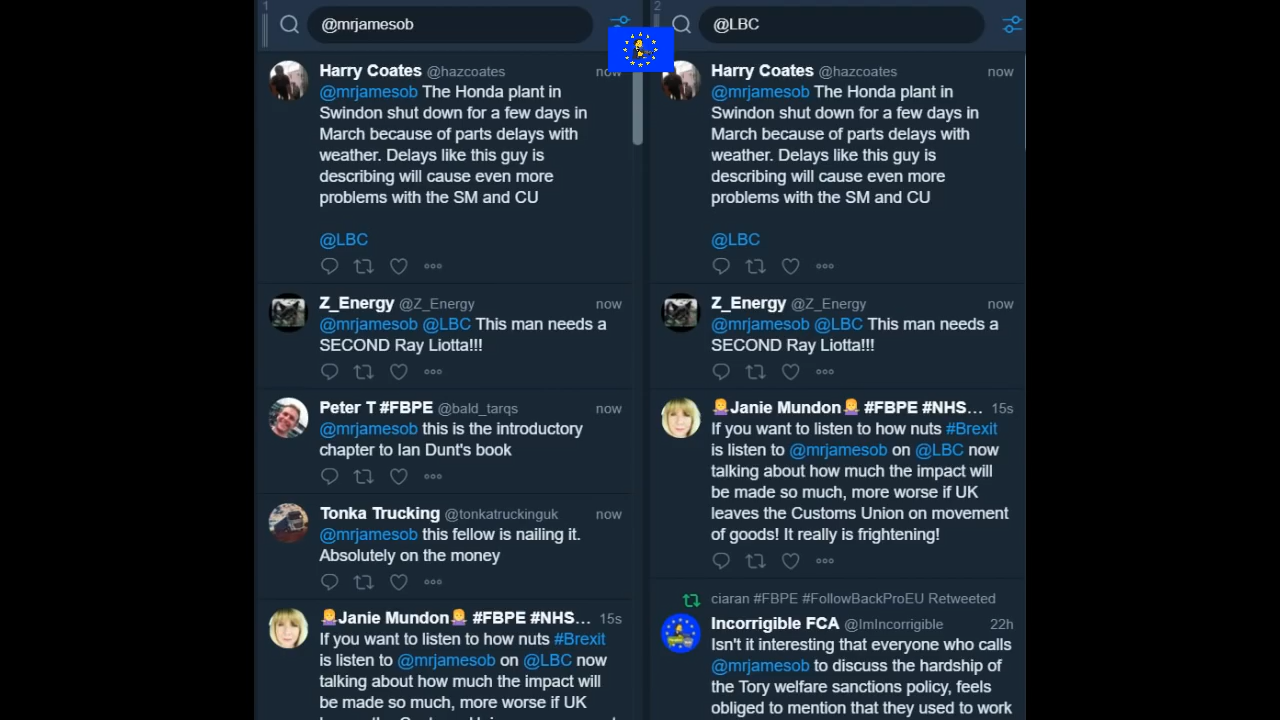 1
@mrjamesob
Harry Coates @hazcoates now
@mrjamesob The Honda plant in
Swindon shut down for a few days in
March because of parts delays with
weather. Delays like this guy is
describing will cause even more
problems with the SM and CU
@LBC
Z_Energy @Z_Energy now
@mrjamesob @LBC This man needs a
SECOND Ray Liotta!!!
Peter T #FBPE @bald_tarqs now
@mrjamesob this is the introductory
chapter to Ian Dunt's book
Tonka Trucking @tonkatruckinguk now
@mrjamesob this fellow is nailing it.
Absolutely on the money
Janie Mundon #FBPE #NHS... 15s
If you want to listen to how nuts #Brexit
is listen to @mrjamesob on @LBC now
talking about how much the impact will
be made so much, more worse if UK
2
@LBC
Harry Coates @hazcoates now
@mrjamesob The Honda plant in
Swindon shut down for a few days in
March because of parts delays with
weather. Delays like this guy is
describing will cause even more
problems with the SM and CU
@LBC
Z_Energy @Z_Energy now
@mrjamesob @LBC This man needs a
SECOND Ray Liotta!!!
Janie Mundon #FBPE #NHS... 15s
If you want to listen to how nuts #Brexit
is listen to @mrjamesob on @LBC now
talking about how much the impact will
be made so much, more worse if UK
leaves the Customs Union on movement
of goods! It really is frightening!
ciaran #FBPE #FollowBackProEU Retweeted
Incorrigible FCA @ImIncorrigible 22h
Isn't it interesting that everyone who calls
@mrjamesob to discuss the hardship of
the Tory welfare sanctions policy, feels
obliged to mention that they used to work